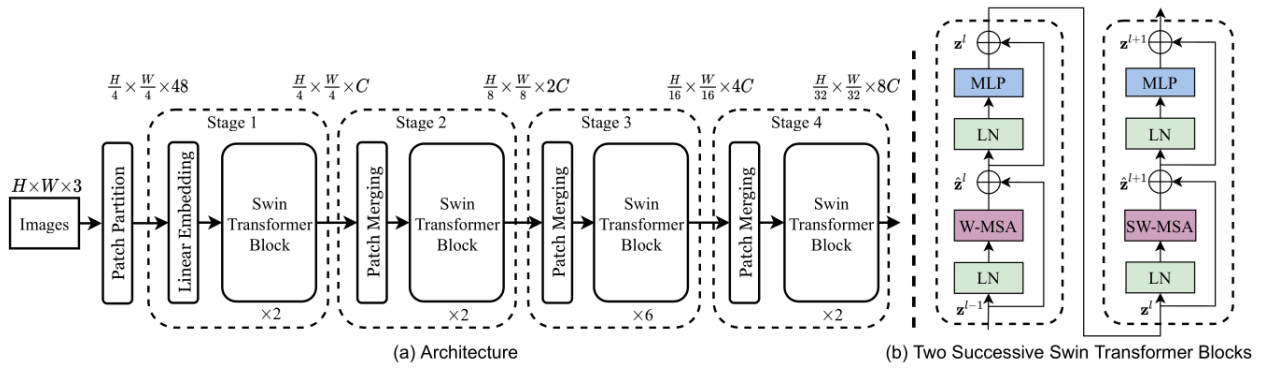 H/4 × W/4 × 48
H/4 × W/4 × C
H/8 × W/8 × 2C
H/16 × W/16 × 4C
H/32 × W/32 × 8C
Stage 1
Stage 2
Stage 3
Stage 4
H×W×3
Images
Patch Partition
Linear Embedding
Swin
Transformer
Block
×2
Patch Merging
Swin
Transformer
Block
×2
Patch Merging
Swin
Transformer
Block
×6
Patch Merging
Swin
Transformer
Block
×2
(a) Architecture
z^l
MLP
LN
ẑ^l
W-MSA
LN
z^{l-1}
z^{l+1}
MLP
LN
ẑ^{l+1}
SW-MSA
LN
z^l
(b) Two Successive Swin Transformer Blocks